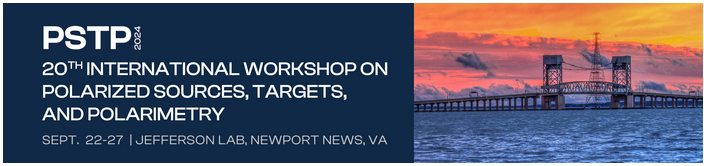 PSTP 2024
20TH INTERNATIONAL WORKSHOP ON
POLARIZED SOURCES, TARGETS,
AND POLARIMETRY
SEPT. 22-27 | JEFFERSON LAB, NEWPORT NEWS, VA